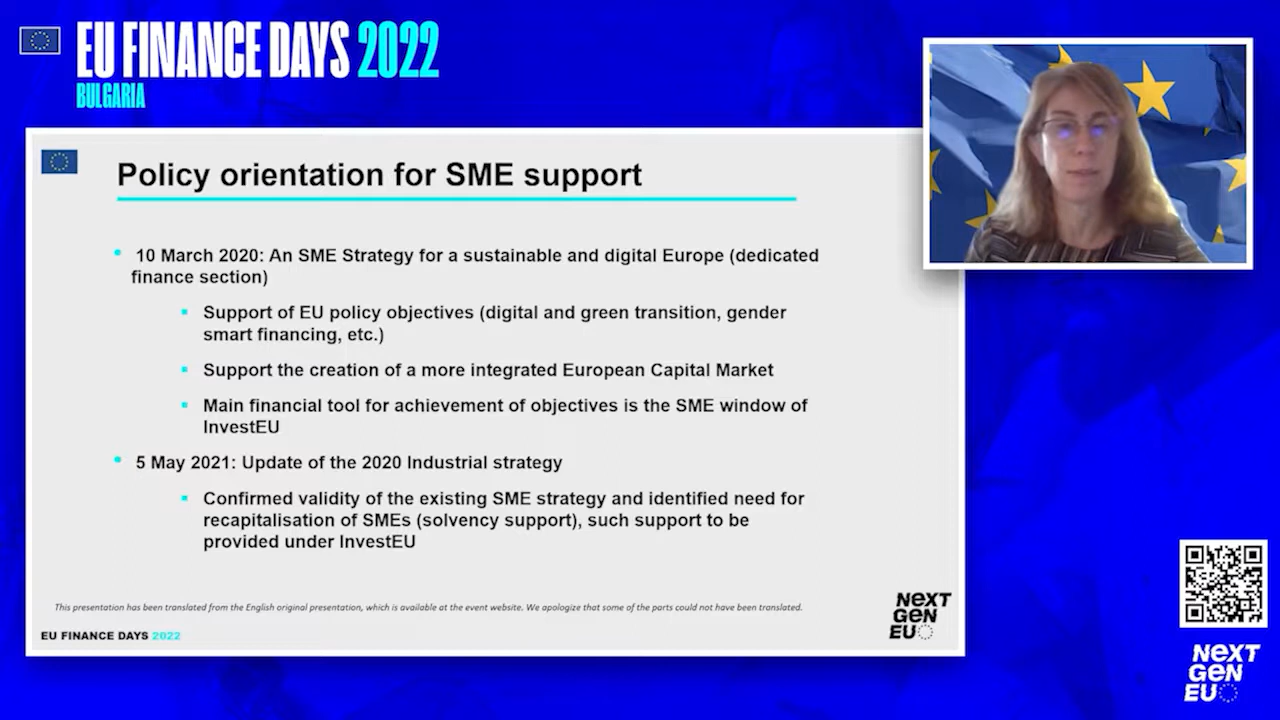 EU FINANCE DAYS 2022
BULGARIA
Policy orientation for SME support
10 March 2020: An SME Strategy for a sustainable and digital Europe (dedicated
finance section)
Support of EU policy objectives (digital and green transition, gender
smart financing, etc.)
Support the creation of a more integrated European Capital Market
Main financial tool for achievement of objectives is the SME window of
InvestEU
5 May 2021: Update of the 2020 Industrial strategy
Confirmed validity of the existing SME strategy and identified need for
recapitalisation of SMEs (solvency support), such support to be
provided under InvestEU
This presentation has been translated from the English original presentation, which is available at the event website. We apologize that some of the parts could not have been translated.
EU FINANCE DAYS 2022
NEXT
GEN
EU
NEXT
GEN
EU